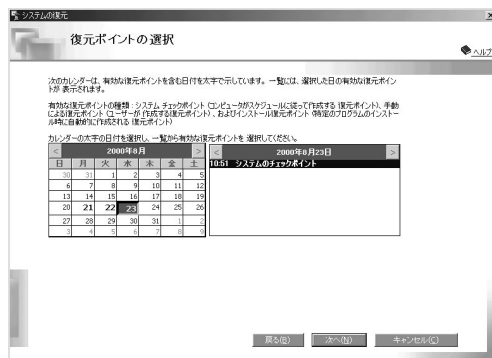 システムの復元
復元ポイントの選択
ヘルプ
次のカレンダーは、有効な復元ポイントを含む日付を太字で示しています。一覧には、選択した日の有効な復元ポイン
トが 表示されます。
有効な復元ポイントの種類 : システム チェックポイント (コンピュータがスケジュールに従って作成する 復元ポイント)、手動
による復元ポイント (ユーザーが 作成する復元ポイント) 、およびインストール復元ポイント (特定のプログラムのインストー
ル時に自動的に作成される 復元ポイント)
カレンダーの太字の日付を選択し、一覧から有効な復元ポイントを 選択してください。
< 2000年8月 >
日 月 火 水 木 金 土
30 31 1 2 3 4 5
6 7 8 9 10 11 12
13 14 15 16 17 18 19
20 21 22 23 24 25 26
27 28 29 30 31 1 2
3 4 5 6 7 8 9
< 2000年8月23日 >
10:51 システムのチェックポイント
戻る(B) 次へ(N) キャンセル(C)